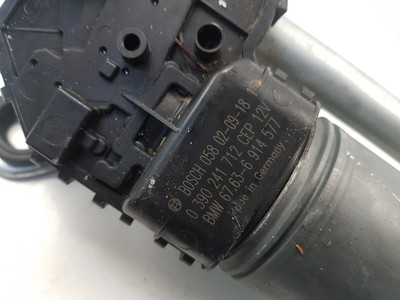 BOSCH 058 02-09-18 1
0 390 241 712 CEP 12V
BMW 67.63-6 914 577
Made in Germany